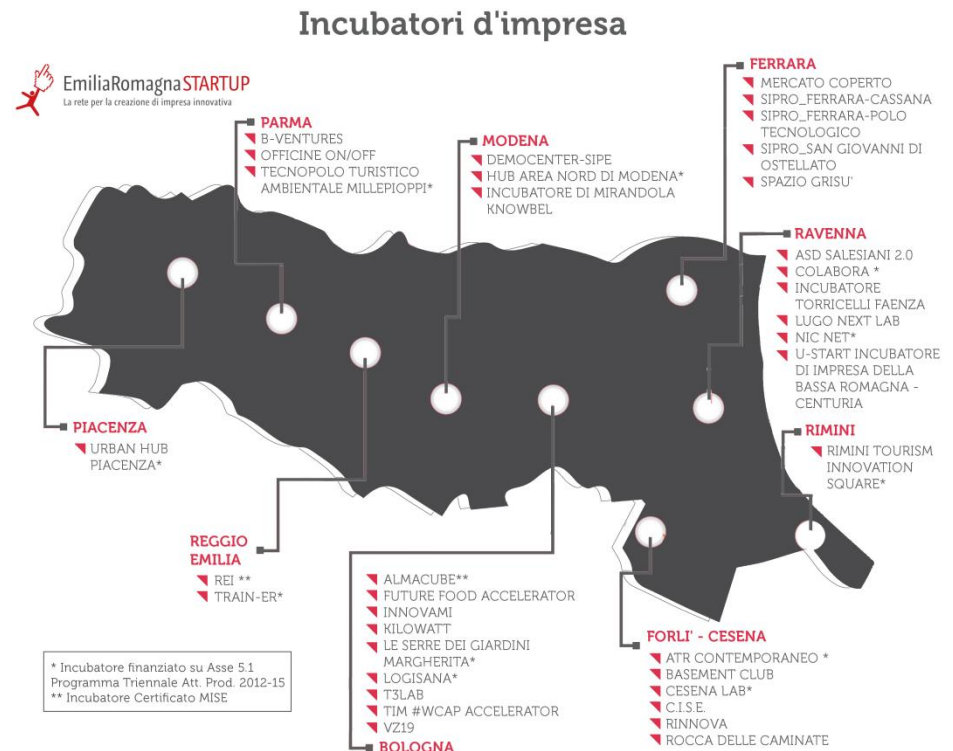 Incubatori d'impresa
EmiliaRomagnaSTARTUP
La rete per la creazione di impresa innovativa
PARMA
B-VENTURES
OFFICINE ON/OFF
TECNOPOLO TURISTICO
AMBIENTALE MILLEPIOPPI*
MODENA
DEMOCENTER-SIPE
HUB AREA NORD DI MODENA*
INCUBATORE DI MIRANDOLA
KNOWBEL
FERRARA
MERCATO COPERTO
SIPRO_FERRARA-CASSANA
SIPRO_FERRARA-POLO
TECNOLOGICO
SIPRO_SAN GIOVANNI DI
OSTELLATO
SPAZIO GRISU'
RAVENNA
ASD SALESIANI 2.0
COLABORA *
INCUBATORE
TORRICELLI FAENZA
LUGO NEXT LAB
NIC NET*
U-START INCUBATORE
DI IMPRESA DELLA
BASSA ROMAGNA -
CENTURIA
PIACENZA
URBAN HUB
PIACENZA*
RIMINI
RIMINI TOURISM
INNOVATION
SQUARE*
REGGIO
EMILIA
REI **
TRAIN-ER*
ALMACUBE**
FUTURE FOOD ACCELERATOR
INNOVAMI
KILOWATT
LE SERRE DEI GIARDINI
MARGHERITA*
LOGISANA*
T3LAB
TIM #WCAP ACCELERATOR
VZ19
BOLOGNA
FORLI' - CESENA
ATR CONTEMPORANEO *
BASEMENT CLUB
CESENA LAB*
C.I.S.E.
RINNOVA
ROCCA DELLE CAMINATE
* Incubatore finanziato su Asse 5.1
Programma Triennale Att. Prod. 2012-15
** Incubatore Certificato MISE